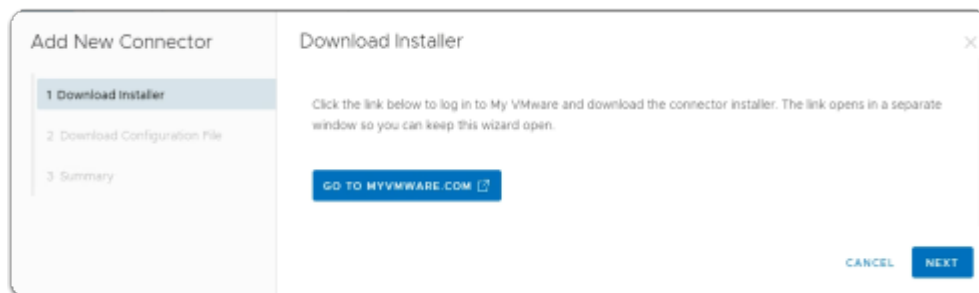 Add New Connector
1 Download Installer
2 Download Configuration File
3 Summary
Download Installer
Click the link below to log in to My VMware and download the connector installer. The link opens in a separate
window so you can keep this wizard open.
GO TO MYVMWARE.COM
CANCEL
NEXT